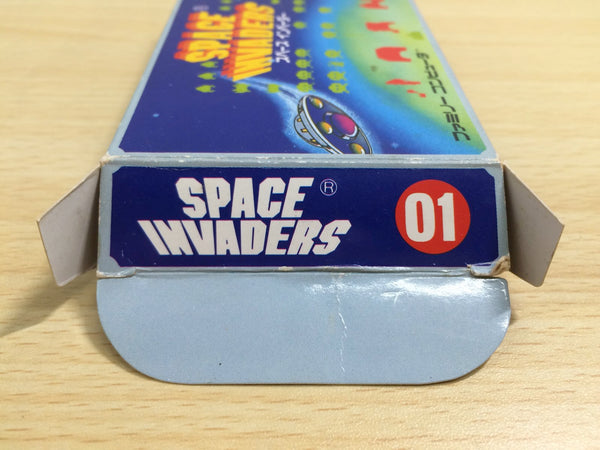 SPACE
INVADERS
スペース インベーダー
ファミリー コンピュータ
SPACE ®
INVADERS
01